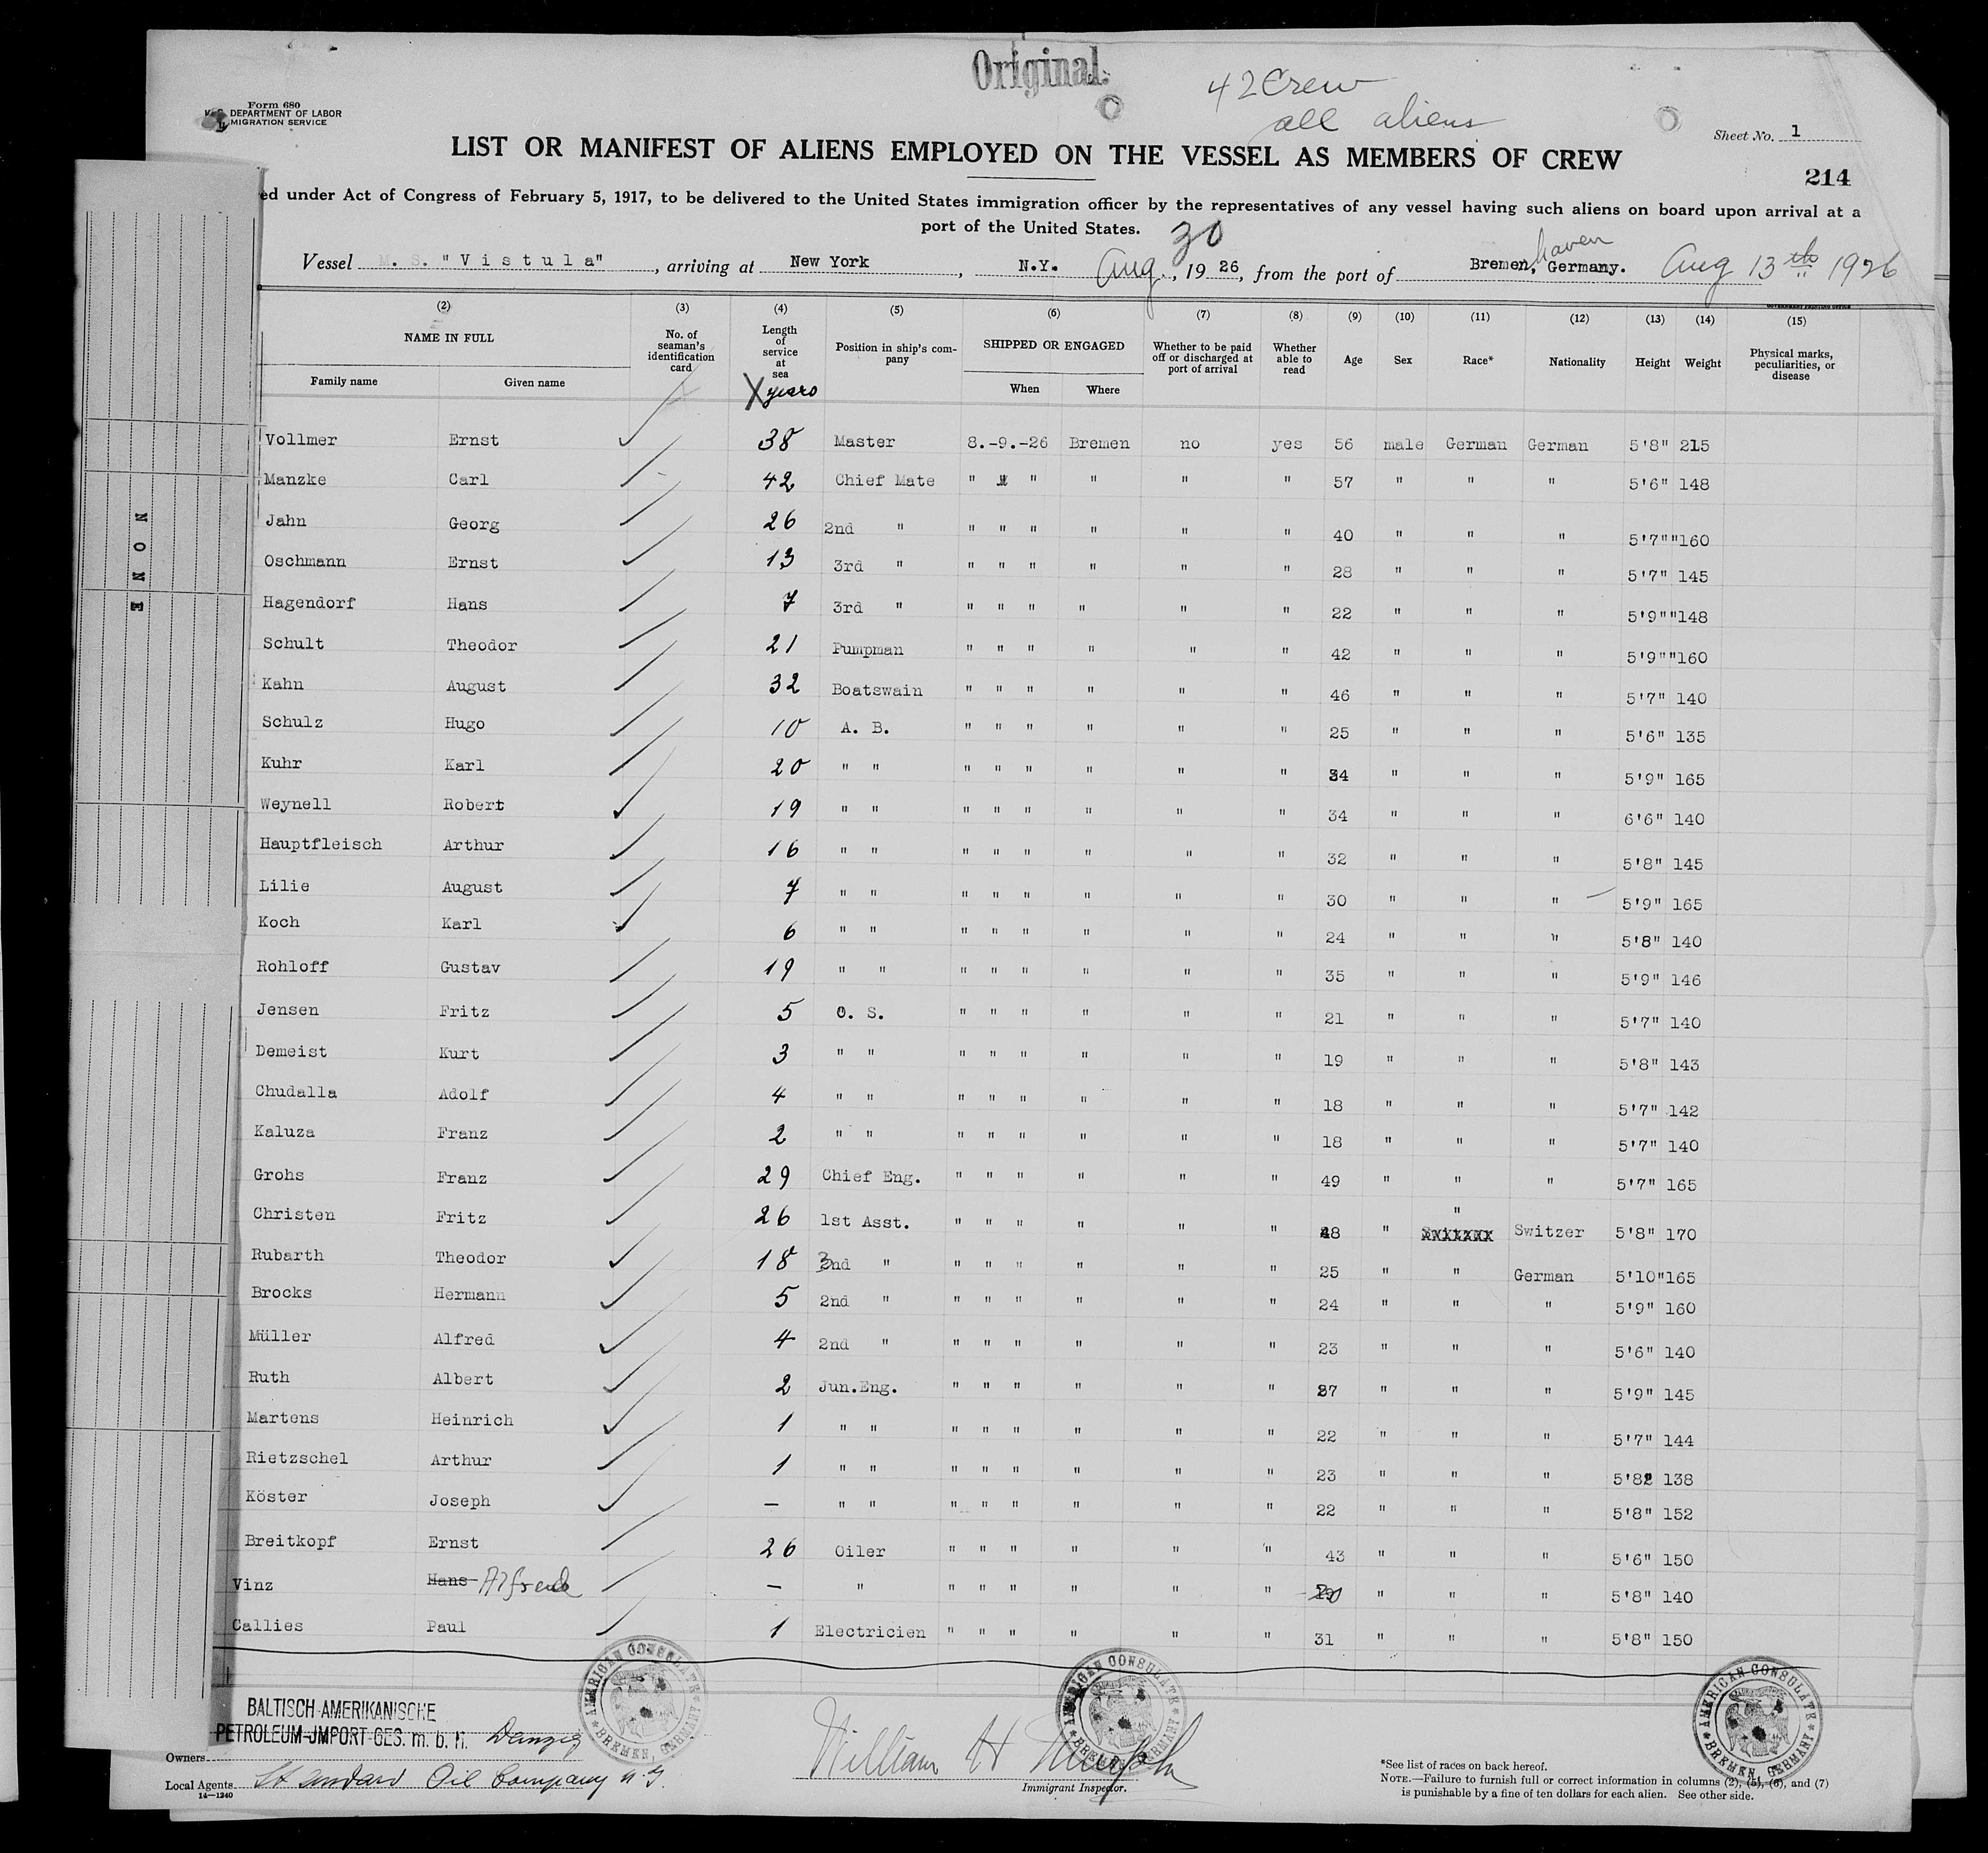 Original.
42 Crew
all aliens
Form 680
DEPARTMENT OF LABOR
MIGRATION SERVICE
Sheet No. 1
LIST OR MANIFEST OF ALIENS EMPLOYED ON THE VESSEL AS MEMBERS OF CREW
214
ed under Act of Congress of February 5, 1917, to be delivered to the United States immigration officer by the representatives of any vessel having such aliens on board upon arrival at a
port of the United States.
Vessel M. S. "Vistula", arriving at New York, N.Y. Aug 30, 1926, from the port of Bremenhaven, Germany. Aug 13th 1926
(2) (3) (4) (5) (6) (7) (8) (9) (10) (11) (12) (13) (14) (15)
NAME IN FULL No. of seaman's identification card Length of service at sea Position in ship's company SHIPPED OR ENGAGED Whether to be paid off or discharged at port of arrival Whether able to read Age Sex Race* Nationality Height Weight Physical marks, peculiarities, or disease
Family name Given name years When Where
NONE
Vollmer Ernst 38 Master 8.-9.-26 Bremen no yes 56 male German German 5'8" 215
Manzke Carl 42 Chief Mate " " " " " " 57 " " " 5'6" 148
Jahn Georg 26 2nd " " " " " " " 40 " " " 5'7"" 160
Oschmann Ernst 13 3rd " " " " " " " 28 " " " 5'7" 145
Hagendorf Hans 7 3rd " " " " " " " 22 " " " 5'9"" 148
Schult Theodor 21 Pumpman " " " " " " 42 " " " 5'9"" 160
Kahn August 32 Boatswain " " " " " " 46 " " " 5'7" 140
Schulz Hugo 10 A. B. " " " " " " 25 " " " 5'6" 135
Kuhr Karl 20 " " " " " " " " 34 " " " 5'9" 165
Weynell Robert 19 " " " " " " " " 34 " " " 6'6" 140
Hauptfleisch Arthur 16 " " " " " " " " 32 " " " 5'8" 145
Lilie August 7 " " " " " " " " 30 " " " 5'9" 165
Koch Karl 6 " " " " " " " " 24 " " " 5'8" 140
Rohloff Gustav 19 " " " " " " " " 35 " " " 5'9" 146
Jensen Fritz 5 O. S. " " " " " " 21 " " " 5'7" 140
Demeist Kurt 3 " " " " " " " " 19 " " " 5'8" 143
Chudalla Adolf 4 " " " " " " " " 18 " " " 5'7" 142
Kaluza Franz 2 " " " " " " " " 18 " " " 5'7" 140
Grohs Franz 29 Chief Eng. " " " " " " 49 " " " 5'7" 165
Christen Fritz 26 1st Asst. " " " " " " 48 " " Switzer 5'8" 170
Rubarth Theodor 18 2nd " " " " " " " 25 " " German 5'10" 165
Brocks Hermann 5 2nd " " " " " " " 24 " " " 5'9" 160
Müller Alfred 4 2nd " " " " " " " 23 " " " 5'6" 140
Ruth Albert 2 Jun.Eng. " " " " " " 27 " " " 5'9" 145
Martens Heinrich 1 " " " " " " " " 22 " " " 5'7" 144
Rietzschel Arthur 1 " " " " " " " " 23 " " " 5'8" 138
Köster Joseph — " " " " " " " " 22 " " " 5'8" 152
Breitkopf Ernst 26 Oiler " " " " " " 43 " " " 5'6" 150
Vinz Hans Alfred — " " " " " " " 20 " " " 5'8" 140
Callies Paul 1 Electricien " " " " " " 31 " " " 5'8" 150
AMERICAN CONSULATE BREMEN, GERMANY
AMERICAN CONSULATE BREMEN, GERMANY
AMERICAN CONSULATE BREMEN, GERMANY
BALTISCH-AMERIKANISCHE
PETROLEUM-JMPORT-GES. m. b. H. Danzig
Owners
Local Agents Standard Oil Company
14—1240
William H
Immigrant Inspector.
*See list of races on back hereof.
NOTE.—Failure to furnish full or correct information in columns (2), (5), (6), and (7)
is punishable by a fine of ten dollars for each alien. See other side.